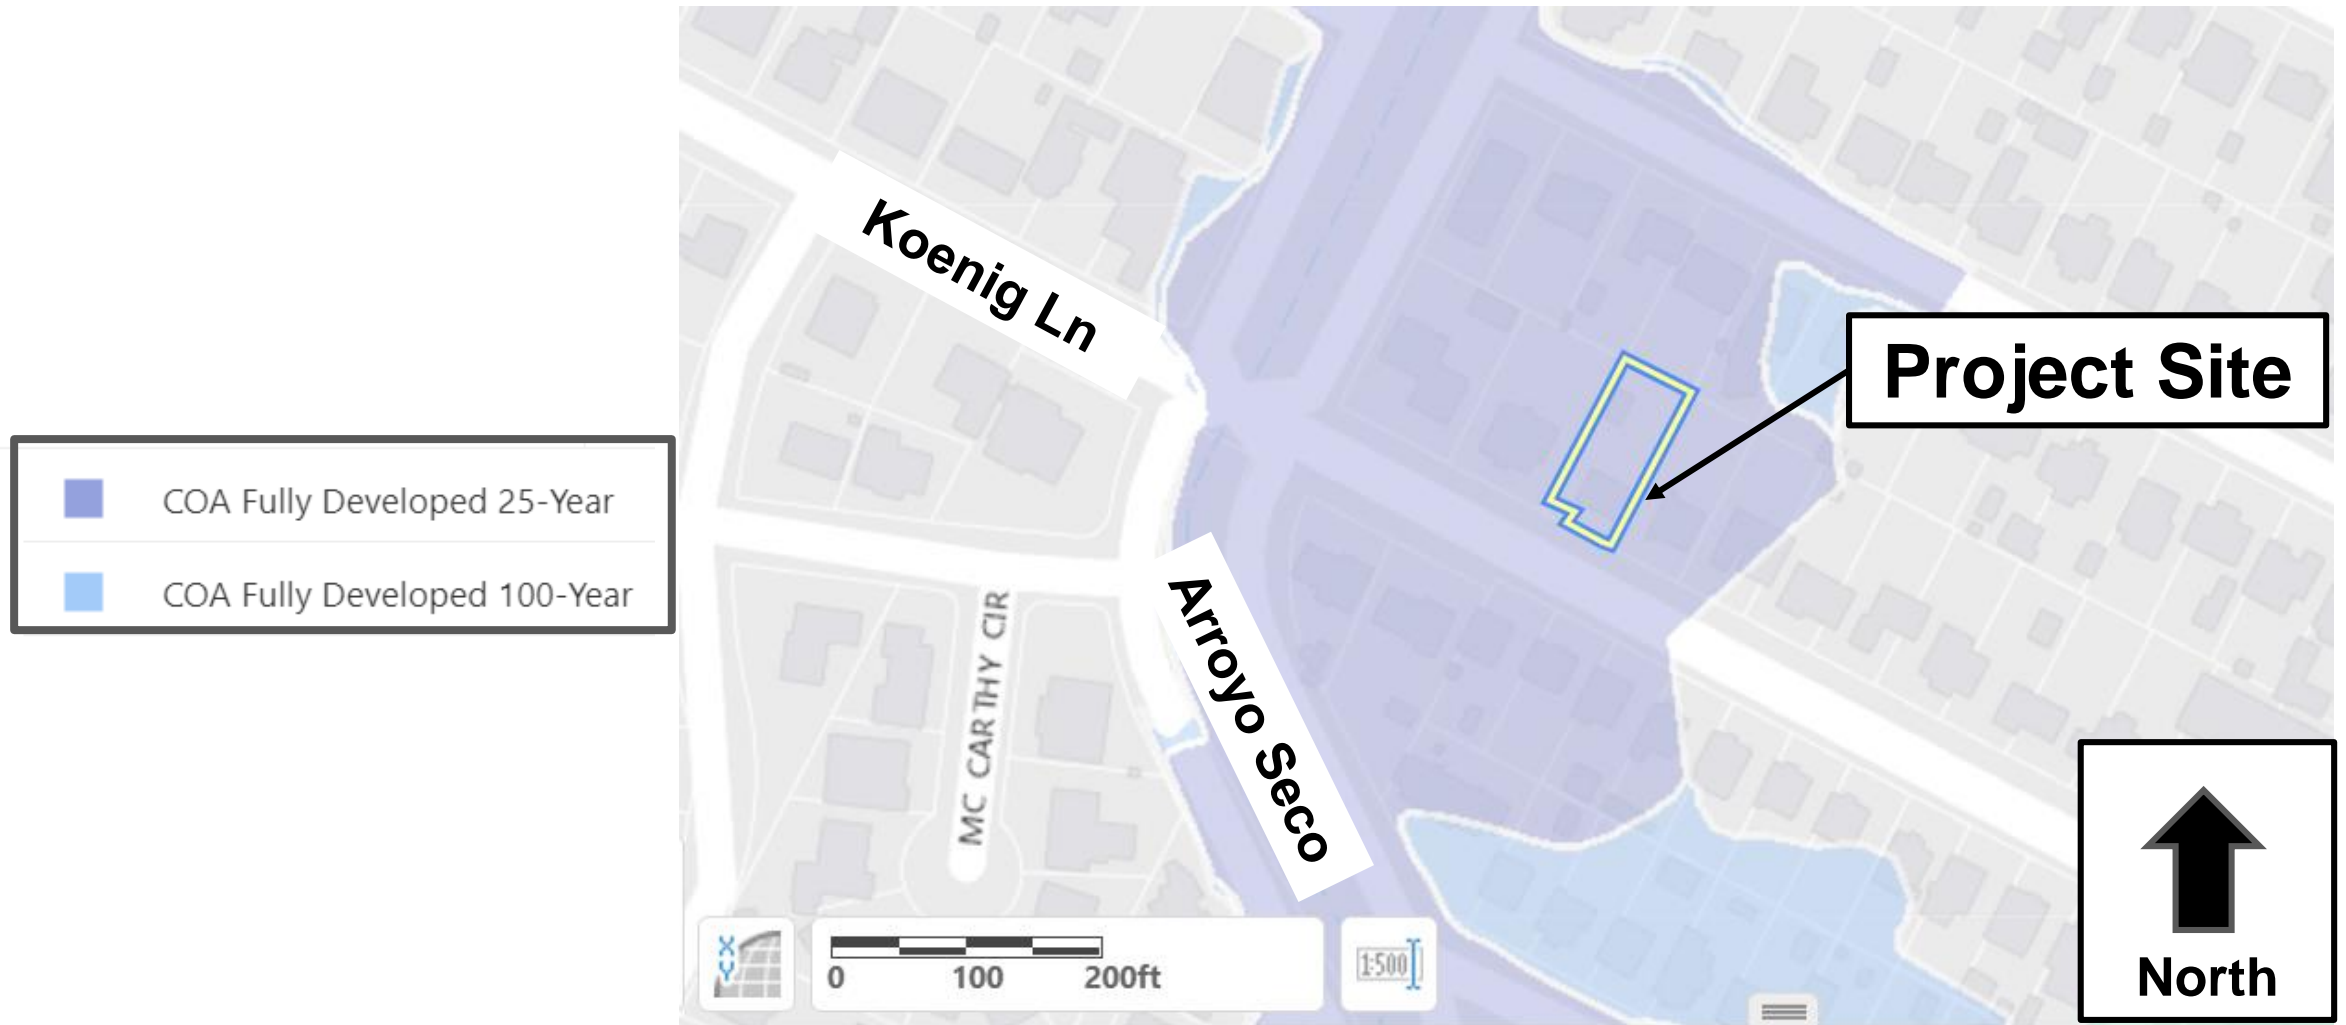 Koenig Ln
Project Site
COA Fully Developed 25-Year
COA Fully Developed 100-Year
Arroyo Seco
MC CARTHY CIR
X
Y
0 100 200ft
1:500
North